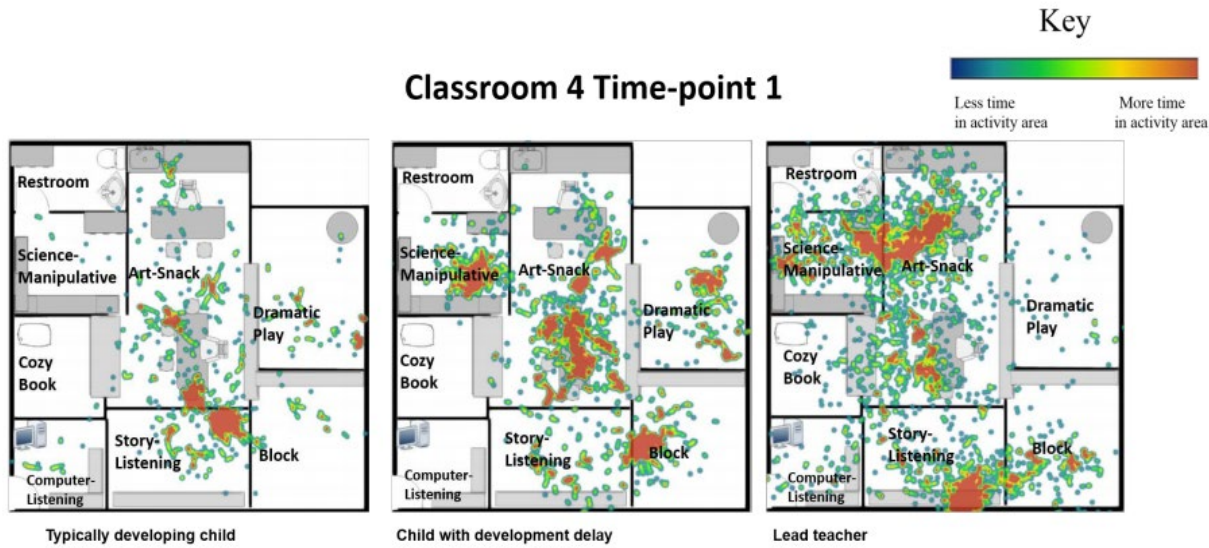 Key
Less time
in activity area
More time
in activity area
Classroom 4 Time-point 1
Restroom
Science-
Manipulative
Art-Snack
Dramatic
Play
Cozy
Book
Story-
Listening
Block
Computer-
Listening
Typically developing child
Restroom
Science-
Manipulative
Art-Snack
Dramatic
Play
Cozy
Book
Story-
Listening
Block
Computer-
Listening
Child with development delay
Restroom
Science-
Manipulative
Art-Snack
Dramatic
Play
Cozy
Book
Story-
Listening
Block
Computer-
Listening
Lead teacher